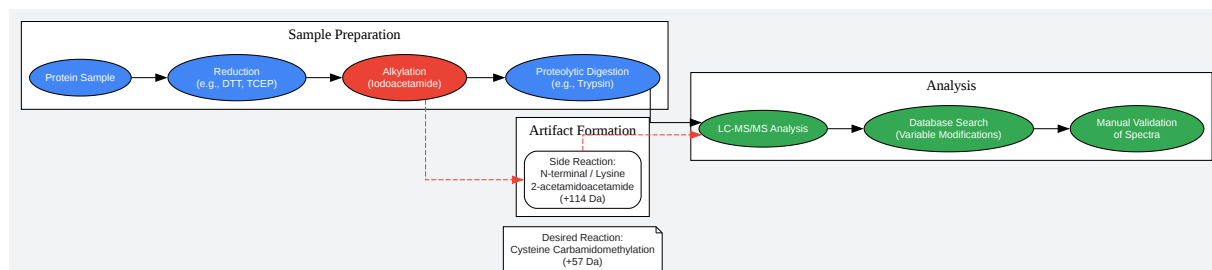 Sample Preparation
Protein Sample
Reduction
(e.g., DTT, TCEP)
Alkylation
(Iodoacetamide)
Proteolytic Digestion
(e.g., Trypsin)
Analysis
LC-MS/MS Analysis
Database Search
(Variable Modifications)
Manual Validation
of Spectra
Artifact Formation
Side Reaction:
N-terminal / Lysine
2-acetamidoacetamide
(+114 Da)
Desired Reaction:
Cysteine Carbamidomethylation
(+57 Da)